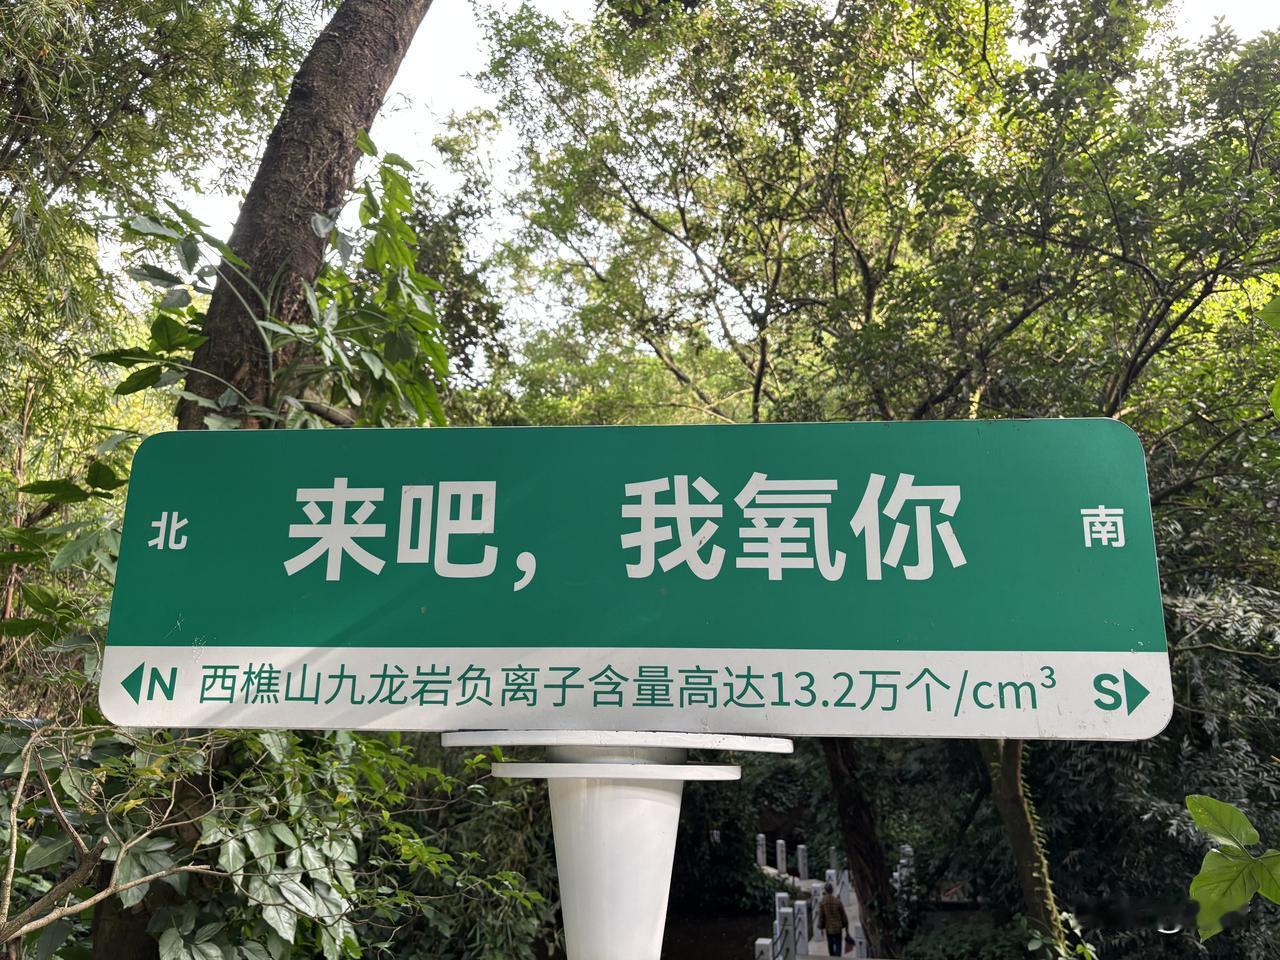 来吧，我氧你
北
南
N 西樵山九龙岩负离子含量高达13.2万个/cm³ S